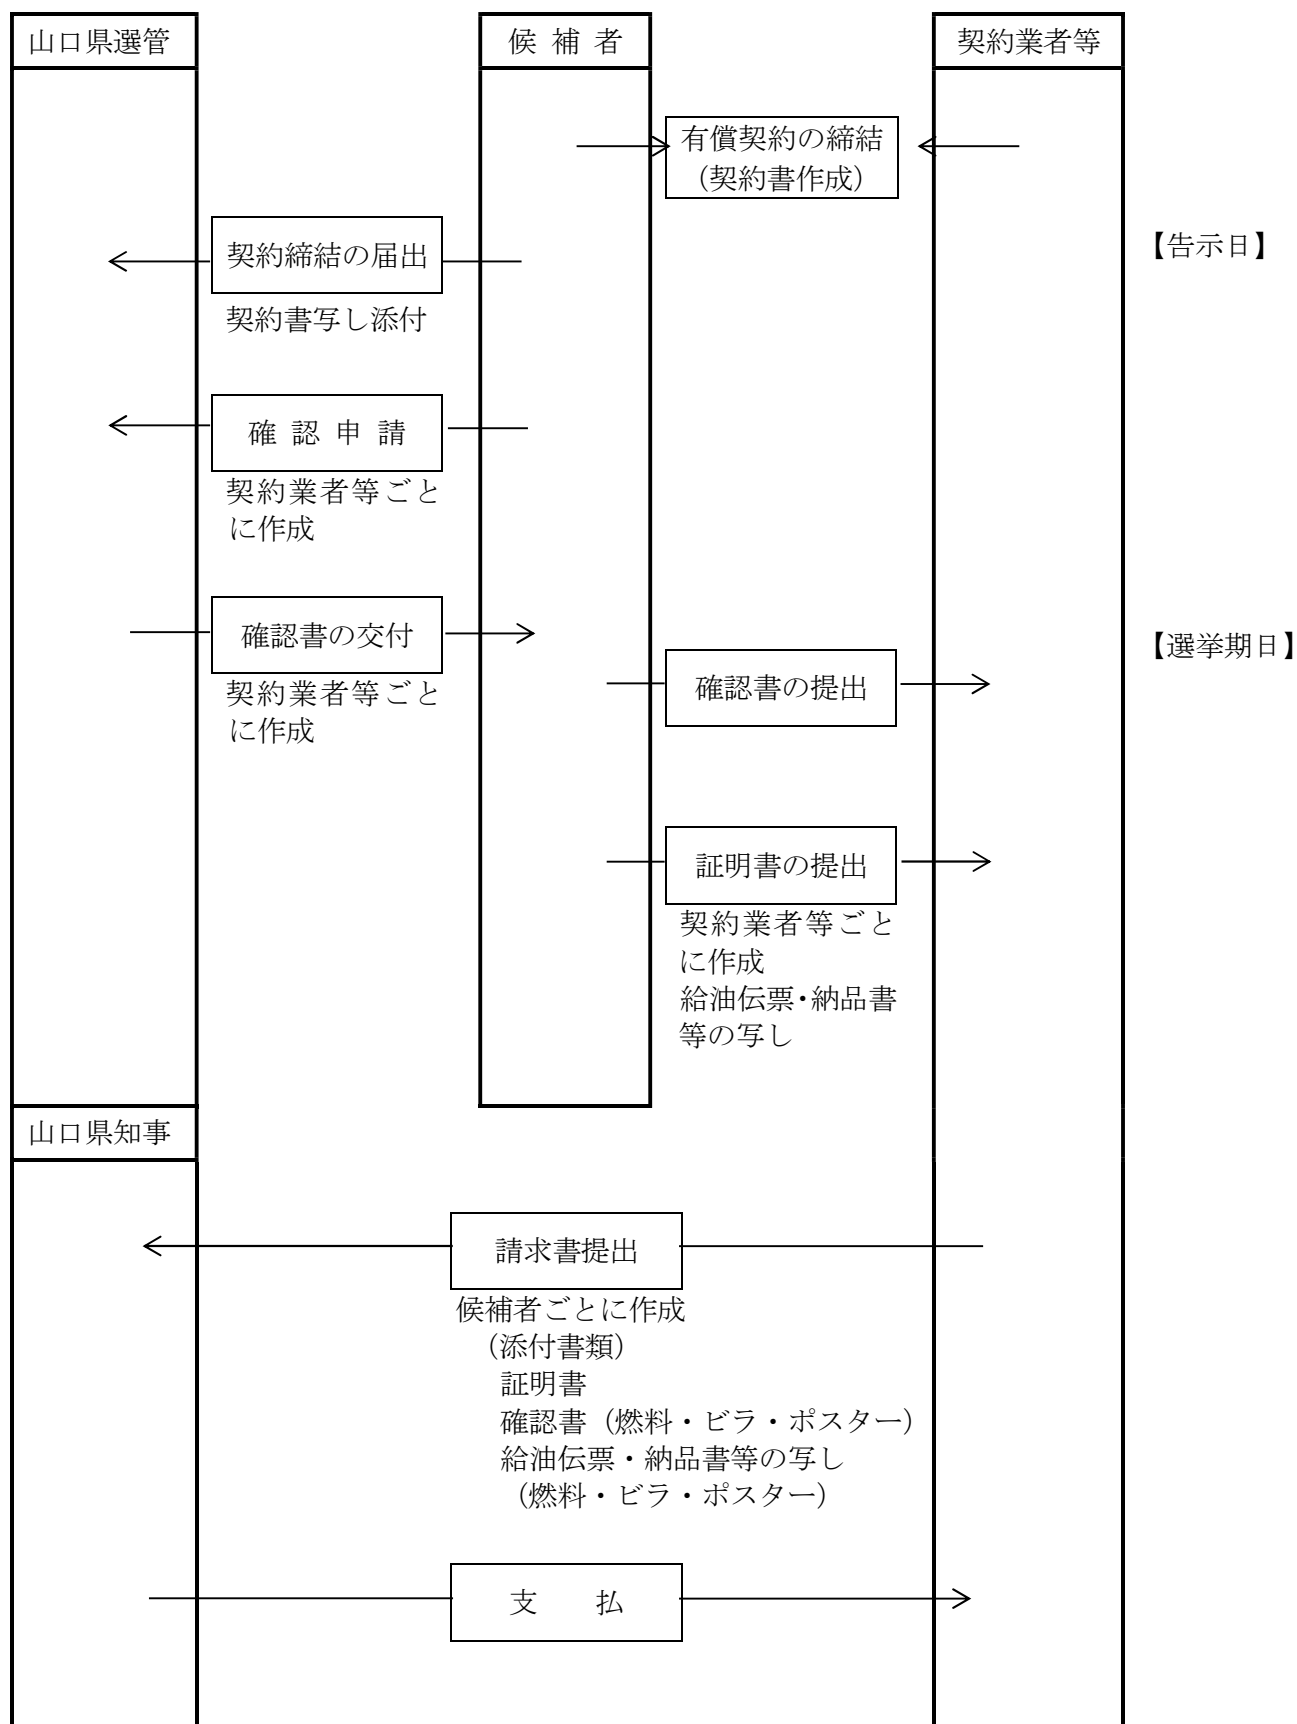 山口県選管
候 補 者
契約業者等
有償契約の締結
（契約書作成）
【告示日】
契約締結の届出
契約書写し添付
確 認 申 請
契約業者等ごと
に作成
確認書の交付
契約業者等ごと
に作成
【選挙期日】
確認書の提出
証明書の提出
契約業者等ごと
に作成
給油伝票・納品書
等の写し
山口県知事
請求書提出
候補者ごとに作成
（添付書類）
証明書
確認書（燃料・ビラ・ポスター）
給油伝票・納品書等の写し
（燃料・ビラ・ポスター）
支　　払